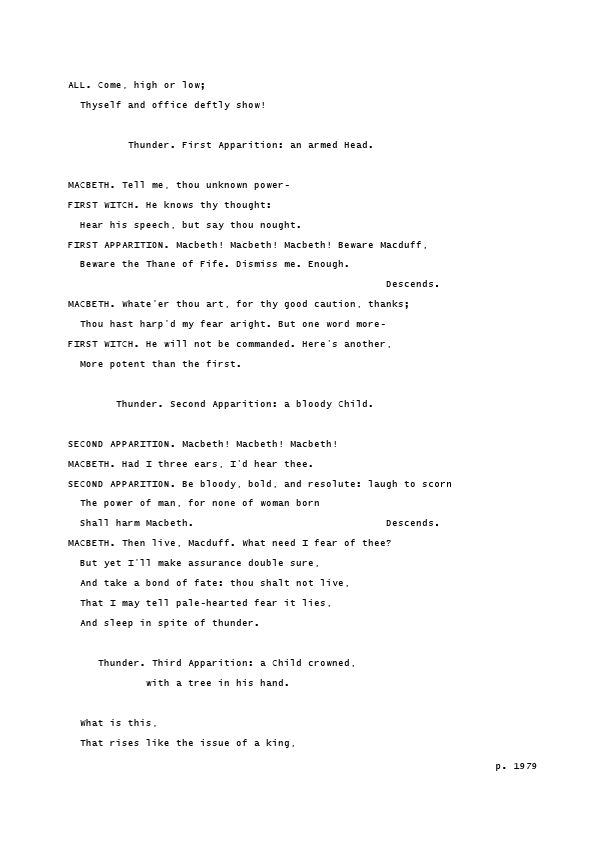 ALL. Come, high or low;
Thyself and office deftly show!
Thunder. First Apparition: an armed Head.
MACBETH. Tell me, thou unknown power-
FIRST WITCH. He knows thy thought:
Hear his speech, but say thou nought.
FIRST APPARITION. Macbeth! Macbeth! Macbeth! Beware Macduff,
Beware the Thane of Fife. Dismiss me. Enough.
Descends.
MACBETH. Whate'er thou art, for thy good caution, thanks;
Thou hast harp'd my fear aright. But one word more-
FIRST WITCH. He will not be commanded. Here's another,
More potent than the first.
Thunder. Second Apparition: a bloody Child.
SECOND APPARITION. Macbeth! Macbeth! Macbeth!
MACBETH. Had I three ears, I'd hear thee.
SECOND APPARITION. Be bloody, bold, and resolute: laugh to scorn
The power of man, for none of woman born
Shall harm Macbeth. Descends.
MACBETH. Then live, Macduff. What need I fear of thee?
But yet I'll make assurance double sure,
And take a bond of fate: thou shalt not live,
That I may tell pale-hearted fear it lies,
And sleep in spite of thunder.
Thunder. Third Apparition: a Child crowned,
with a tree in his hand.
What is this,
That rises like the issue of a king,
p. 1979